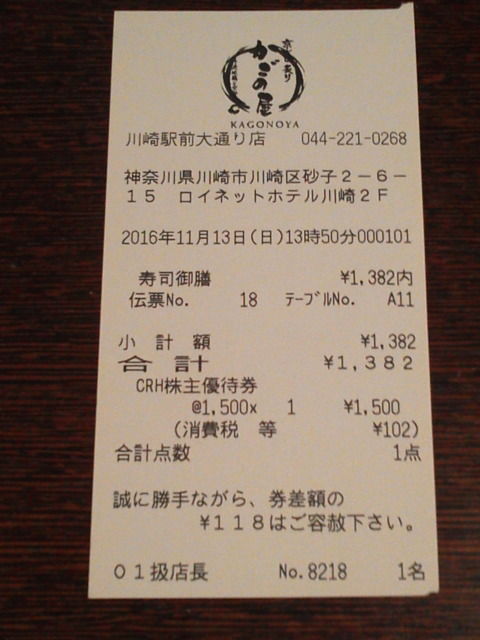 かごの屋
KAGONOYA
川崎駅前大通り店 044-221-0268
神奈川県川崎市川崎区砂子２－６－
１５ ロイネットホテル川崎２Ｆ
2016年11月13日(日)13時50分000101
寿司御膳 ¥1,382内
伝票No. 18 ﾃｰﾌﾞﾙNo. A11
小 計 額 ¥1,382
合 計 ¥１,３８２
CRH株主優待券
@1,500× 1 ¥1,500
(消費税 等 ¥102)
合計点数 1点
誠に勝手ながら、券差額の
¥１１８はご容赦下さい。
０１扱店長 No.8218 1名